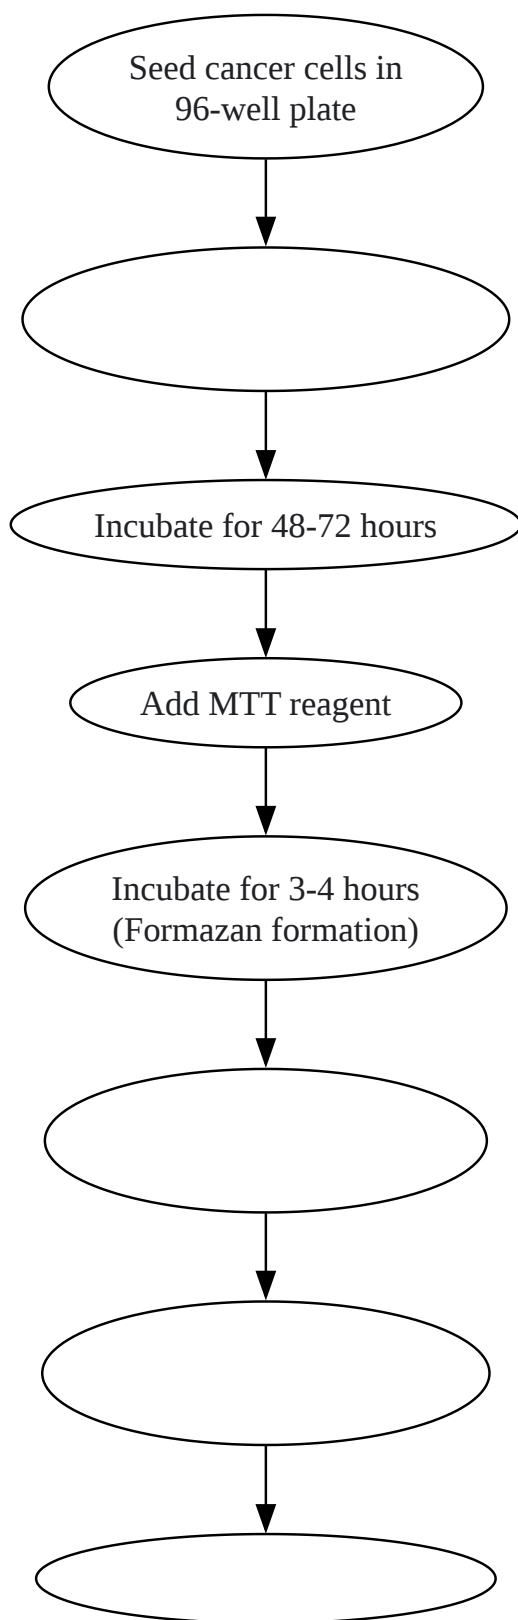 Seed cancer cells in
96-well plate
Incubate for 48-72 hours
Add MTT reagent
Incubate for 3-4 hours
(Formazan formation)